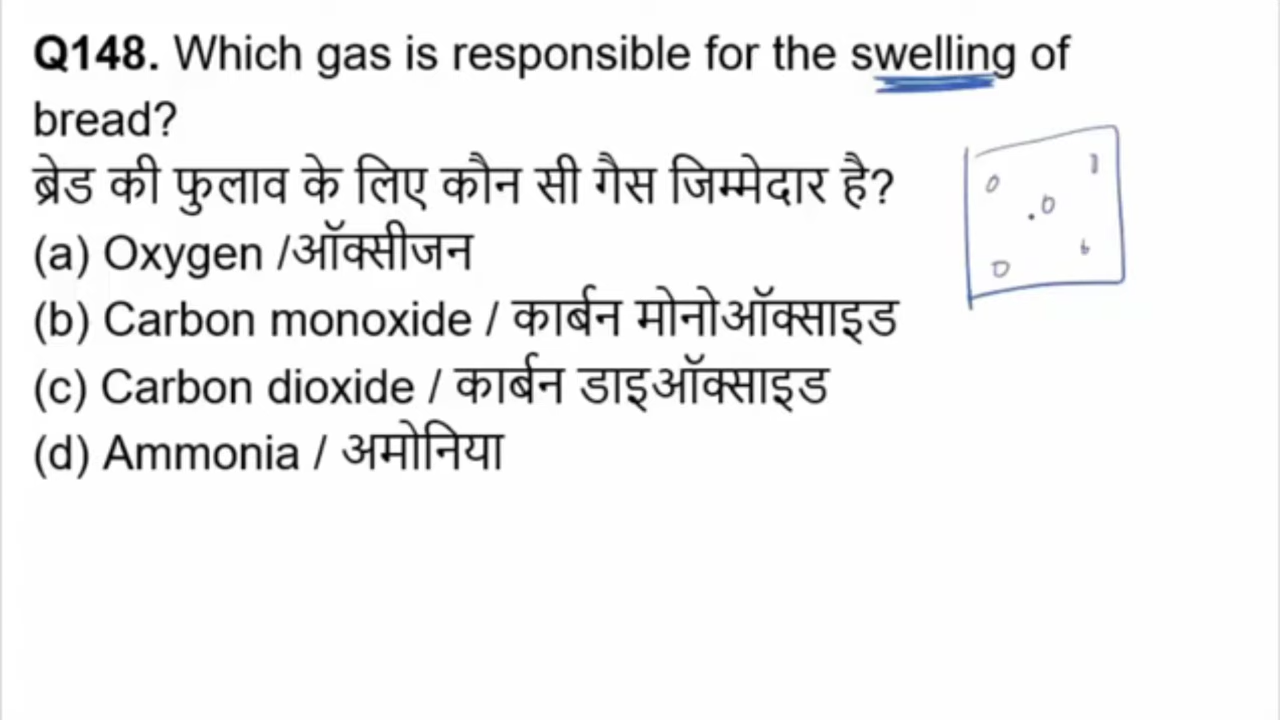 Q148. Which gas is responsible for the swelling of
bread?
ब्रेड की फुलाव के लिए कौन सी गैस जिम्मेदार है?
(a) Oxygen /ऑक्सीजन
(b) Carbon monoxide / कार्बन मोनोऑक्साइड
(c) Carbon dioxide / कार्बन डाइऑक्साइड
(d) Ammonia / अमोनिया